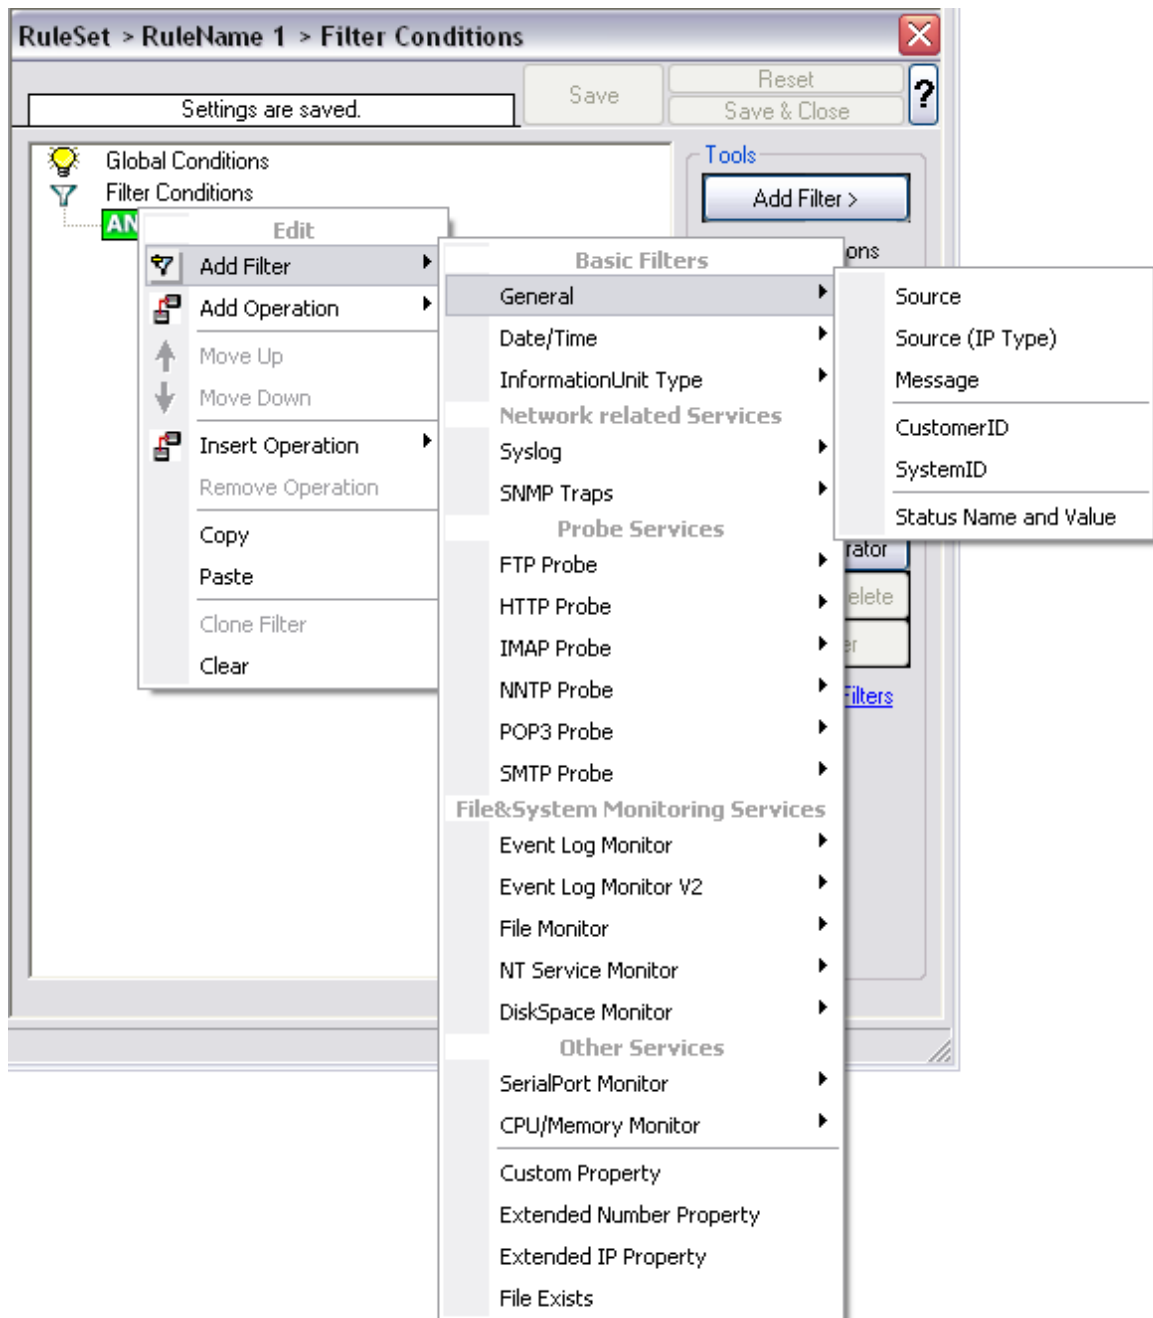 RuleSet > RuleName 1 > Filter Conditions
Save
Reset
Save & Close
?
Settings are saved.
Global Conditions
Filter Conditions
AN
Tools
Add Filter >
ons
rator
elete
er
Filters
Edit
Add Filter
Add Operation
Move Up
Move Down
Insert Operation
Remove Operation
Copy
Paste
Clone Filter
Clear
Basic Filters
General
Date/Time
InformationUnit Type
Network related Services
Syslog
SNMP Traps
Probe Services
FTP Probe
HTTP Probe
IMAP Probe
NNTP Probe
POP3 Probe
SMTP Probe
File&System Monitoring Services
Event Log Monitor
Event Log Monitor V2
File Monitor
NT Service Monitor
DiskSpace Monitor
Other Services
SerialPort Monitor
CPU/Memory Monitor
Custom Property
Extended Number Property
Extended IP Property
File Exists
Source
Source (IP Type)
Message
CustomerID
SystemID
Status Name and Value